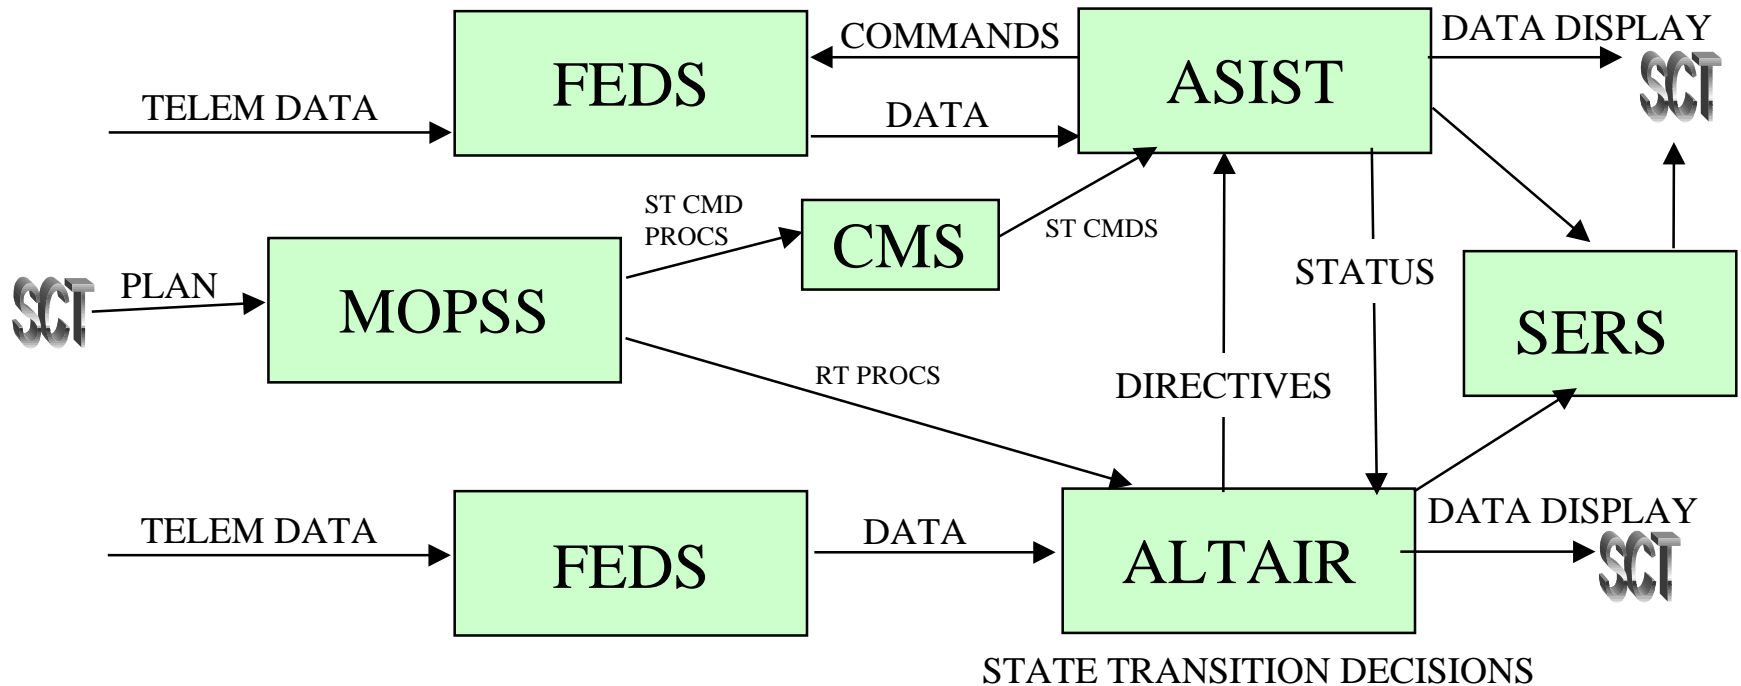 COMMANDS
DATA DISPLAY
FEDS
ASIST
SCT
TELEM DATA
DATA
ST CMD
PROCS
CMS
ST CMDS
SCT
PLAN
MOPSS
STATUS
SERS
RT PROCS
DIRECTIVES
TELEM DATA
FEDS
DATA
ALTAIR
DATA DISPLAY
SCT
STATE TRANSITION DECISIONS